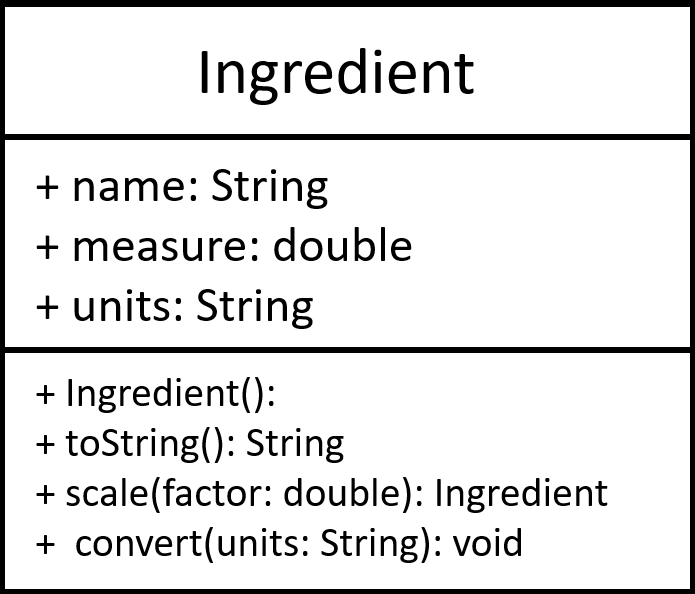 Ingredient
+ name: String
+ measure: double
+ units: String
+ Ingredient():
+ toString(): String
+ scale(factor: double): Ingredient
+ convert(units: String): void